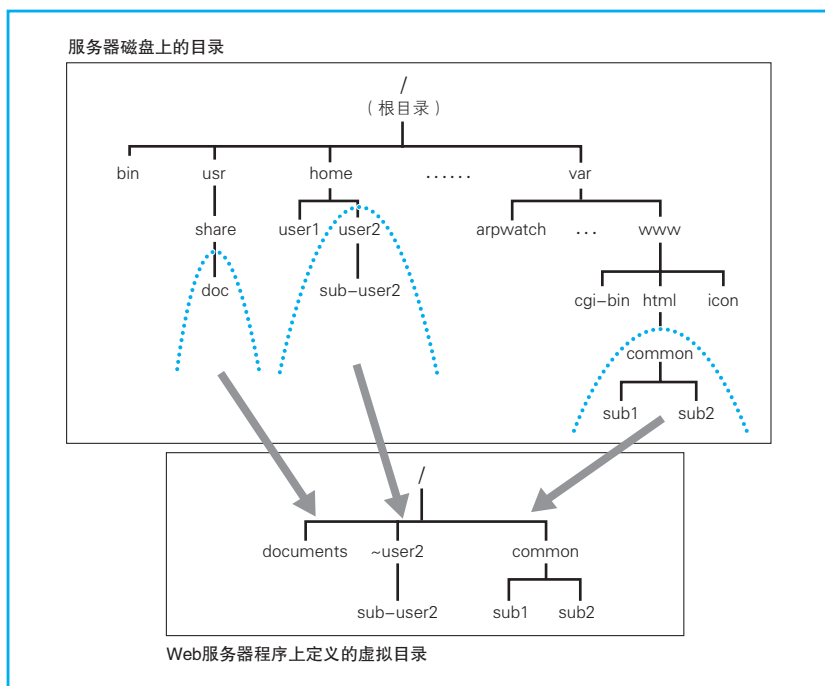 服务器磁盘上的目录
/
（根目录）
bin usr home …… var
share user1 user2 arpwatch … www
doc sub-user2 cgi-bin html icon
common
sub1 sub2
/
documents ~user2 common
sub-user2 sub1 sub2
Web服务器程序上定义的虚拟目录